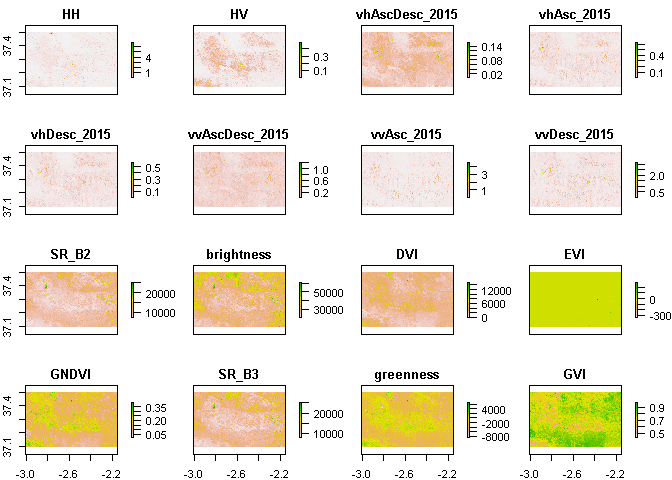 HH HV vhAscDesc_2015 vhAsc_2015
37.4 37.1 4 1 0.3 0.1 0.14 0.08 0.02 0.4 0.1
vhDesc_2015 vvAscDesc_2015 vvAsc_2015 vvDesc_2015
37.4 37.1 0.5 0.3 0.1 1.0 0.6 0.2 3 1 2.0 0.5
SR_B2 brightness DVI EVI
37.4 37.1 20000 10000 50000 30000 12000 6000 0 0 -300
GNDVI SR_B3 greenness GVI
37.4 37.1 0.35 0.20 0.05 20000 10000 4000 -2000 -8000 0.9 0.7 0.5
-3.0 -2.6 -2.2 -3.0 -2.6 -2.2 -3.0 -2.6 -2.2 -3.0 -2.6 -2.2